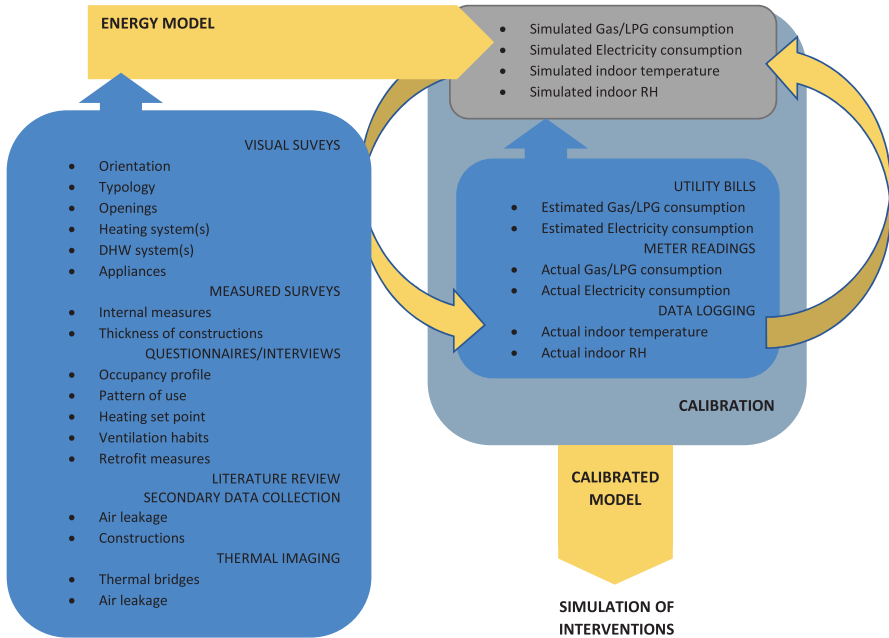 ENERGY MODEL
• Simulated Gas/LPG consumption
• Simulated Electricity consumption
• Simulated indoor temperature
• Simulated indoor RH
VISUAL SUVEYS
• Orientation
• Typology
• Openings
• Heating system(s)
• DHW system(s)
• Appliances
MEASURED SURVEYS
• Internal measures
• Thickness of constructions
QUESTIONNAIRES/INTERVIEWS
• Occupancy profile
• Pattern of use
• Heating set point
• Ventilation habits
• Retrofit measures
LITERATURE REVIEW
SECONDARY DATA COLLECTION
• Air leakage
• Constructions
THERMAL IMAGING
• Thermal bridges
• Air leakage
UTILITY BILLS
• Estimated Gas/LPG consumption
• Estimated Electricity consumption
METER READINGS
• Actual Gas/LPG consumption
• Actual Electricity consumption
DATA LOGGING
• Actual indoor temperature
• Actual indoor RH
CALIBRATION
CALIBRATED
MODEL
SIMULATION OF
INTERVENTIONS